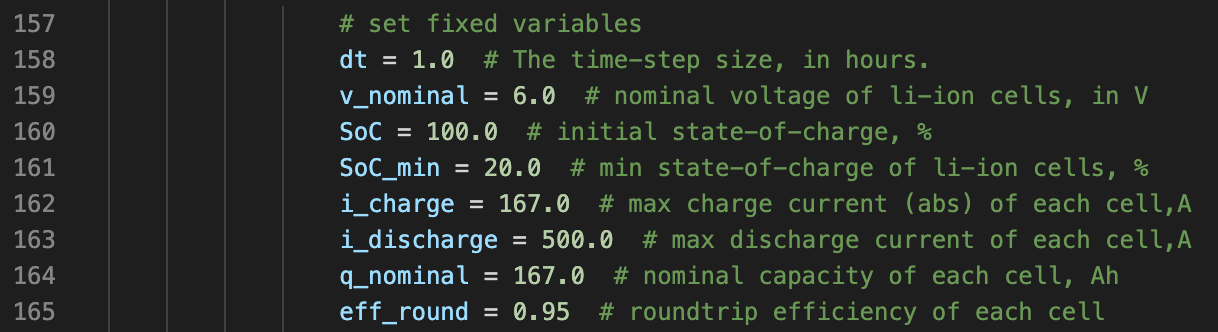 157 # set fixed variables
158 dt = 1.0 # The time-step size, in hours.
159 v_nominal = 6.0 # nominal voltage of li-ion cells, in V
160 SoC = 100.0 # initial state-of-charge, %
161 SoC_min = 20.0 # min state-of-charge of li-ion cells, %
162 i_charge = 167.0 # max charge current (abs) of each cell,A
163 i_discharge = 500.0 # max discharge current of each cell,A
164 q_nominal = 167.0 # nominal capacity of each cell, Ah
165 eff_round = 0.95 # roundtrip efficiency of each cell